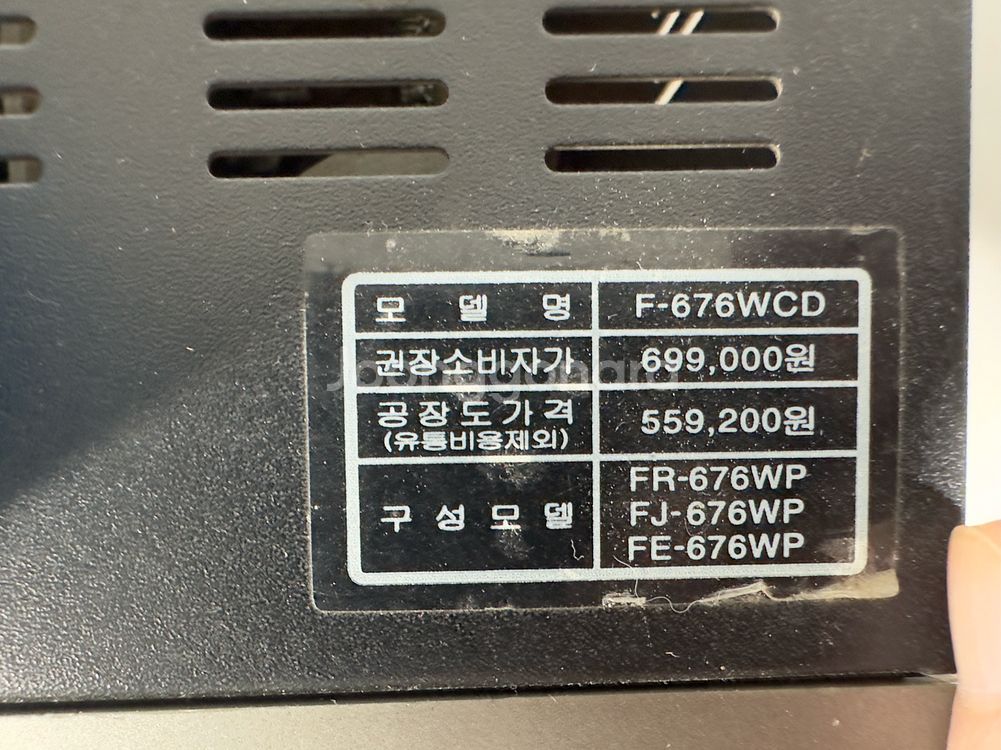 모 델 명 F-676WCD
권장소비자가 699,000원
공장도가격 559,200원
(유통비용제외)
구성모델 FR-676WP
FJ-676WP
FE-676WP
Joonggonara